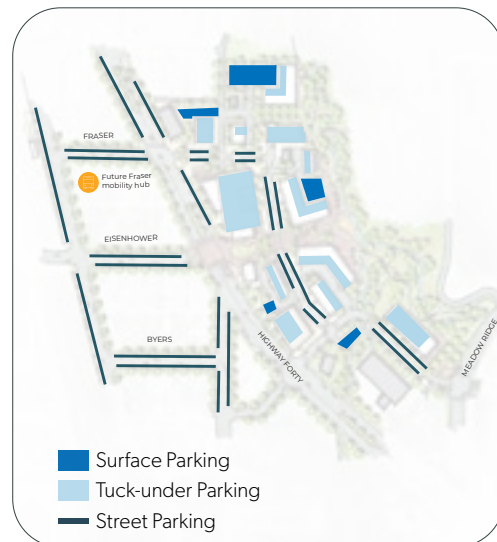 FRASER
Future Fraser
mobility hub
EISENHOWER
BYERS
HIGHWAY FORTY
MEADOW RIDGE
Surface Parking
Tuck-under Parking
Street Parking